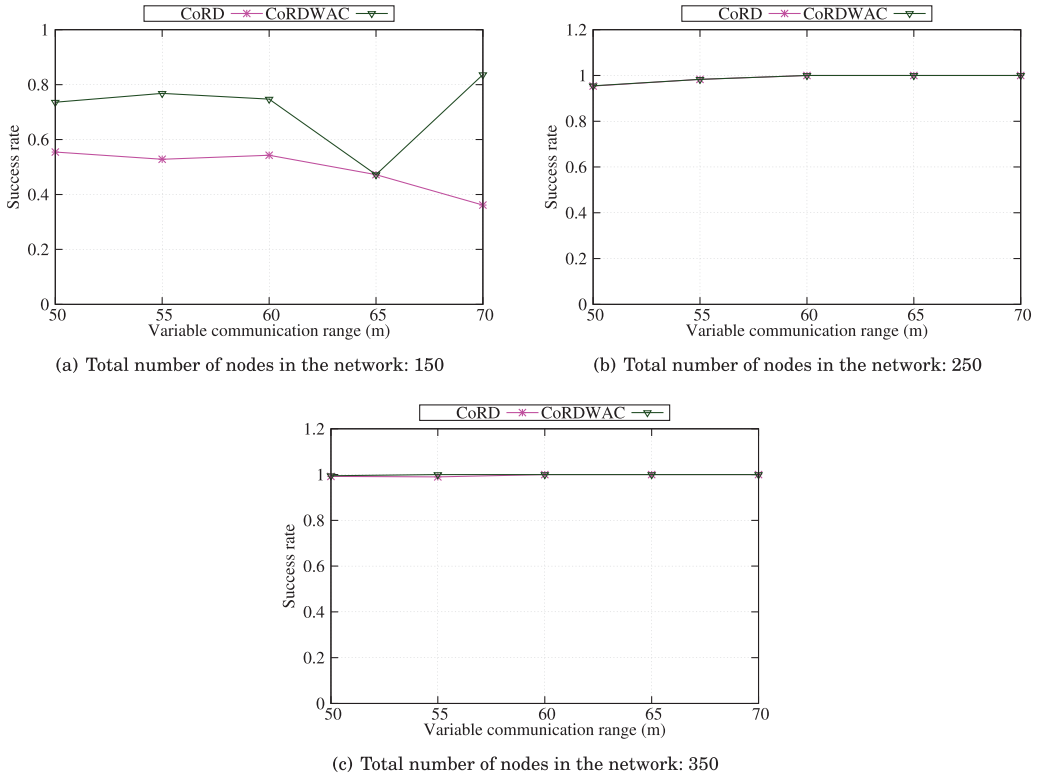 CoRD CoRDWAC
1
0.8
0.6
0.4
0.2
0
Success rate
50 55 60 65 70
Variable communication range (m)
(a) Total number of nodes in the network: 150
CoRD CoRDWAC
1.2
1
0.8
0.6
0.4
0.2
0
Success rate
50 55 60 65 70
Variable communication range (m)
(b) Total number of nodes in the network: 250
CoRD CoRDWAC
1.2
1
0.8
0.6
0.4
0.2
0
Success rate
50 55 60 65 70
Variable communication range (m)
(c) Total number of nodes in the network: 350